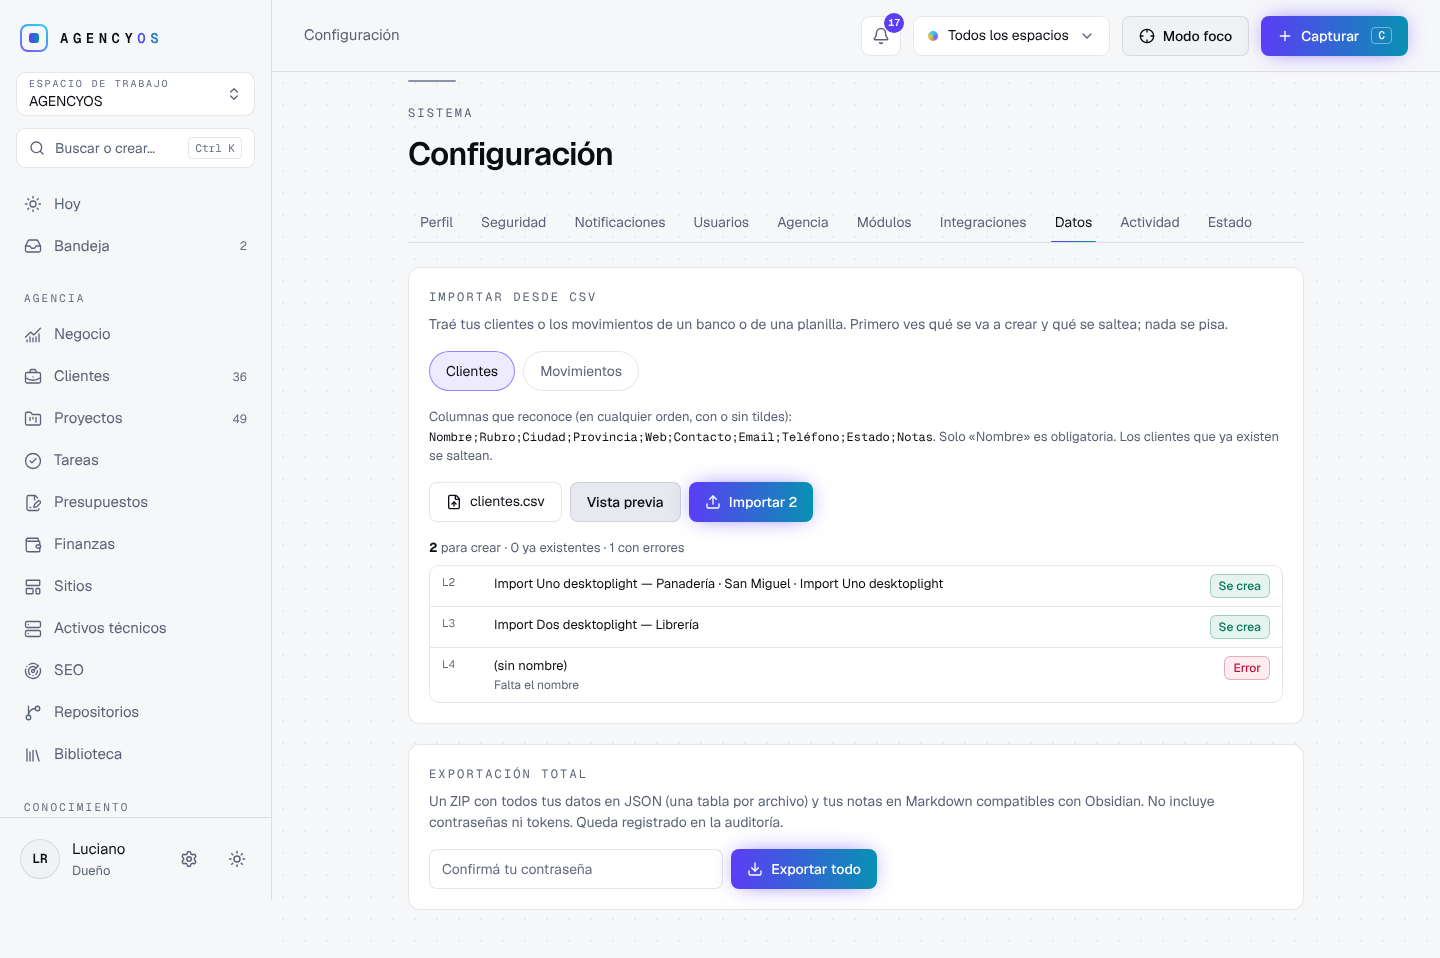 AGENCYOS
ESPACIO DE TRABAJO
AGENCYOS
Buscar o crear...
Ctrl K
Hoy
Bandeja
2
AGENCIA
Negocio
Clientes
36
Proyectos
49
Tareas
Presupuestos
Finanzas
Sitios
Activos técnicos
SEO
Repositorios
Biblioteca
CONOCIMIENTO
LR
Luciano
Dueño
Configuración
17
Todos los espacios
Modo foco
Capturar
C
SISTEMA
Configuración
Perfil
Seguridad
Notificaciones
Usuarios
Agencia
Módulos
Integraciones
Datos
Actividad
Estado
IMPORTAR DESDE CSV
Traé tus clientes o los movimientos de un banco o de una planilla. Primero ves qué se va a crear y qué se saltea; nada se pisa.
Clientes
Movimientos
Columnas que reconoce (en cualquier orden, con o sin tildes):
Nombre;Rubro;Ciudad;Provincia;Web;Contacto;Email;Teléfono;Estado;Notas. Solo «Nombre» es obligatoria. Los clientes que ya existen
se saltean.
clientes.csv
Vista previa
Importar 2
2 para crear · 0 ya existentes · 1 con errores
L2
Import Uno desktoplight — Panadería · San Miguel · Import Uno desktoplight
Se crea
L3
Import Dos desktoplight — Librería
Se crea
L4
(sin nombre)
Falta el nombre
Error
EXPORTACIÓN TOTAL
Un ZIP con todos tus datos en JSON (una tabla por archivo) y tus notas en Markdown compatibles con Obsidian. No incluye
contraseñas ni tokens. Queda registrado en la auditoría.
Confirmá tu contraseña
Exportar todo